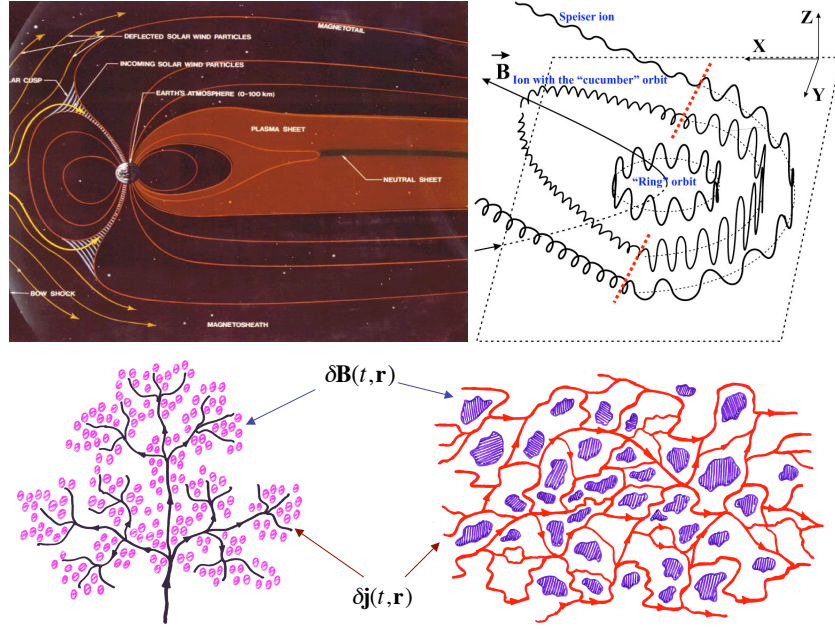 SHOCK
DEFLECTED SOLAR WIND PARTICLES
MAGNETOTAIL
INCOMING SOLAR WIND PARTICLES
LAR CUSP
EARTH'S ATMOSPHERE (0-100 km)
PLASMA SHEET
NEUTRAL SHEET
BOW SHOCK
MAGNETOSHEATH
Speiser ion
Z
X
Y
B
Ion with the “cucumber” orbit
“Ring” orbit
δB(t,r)
δj(t,r)